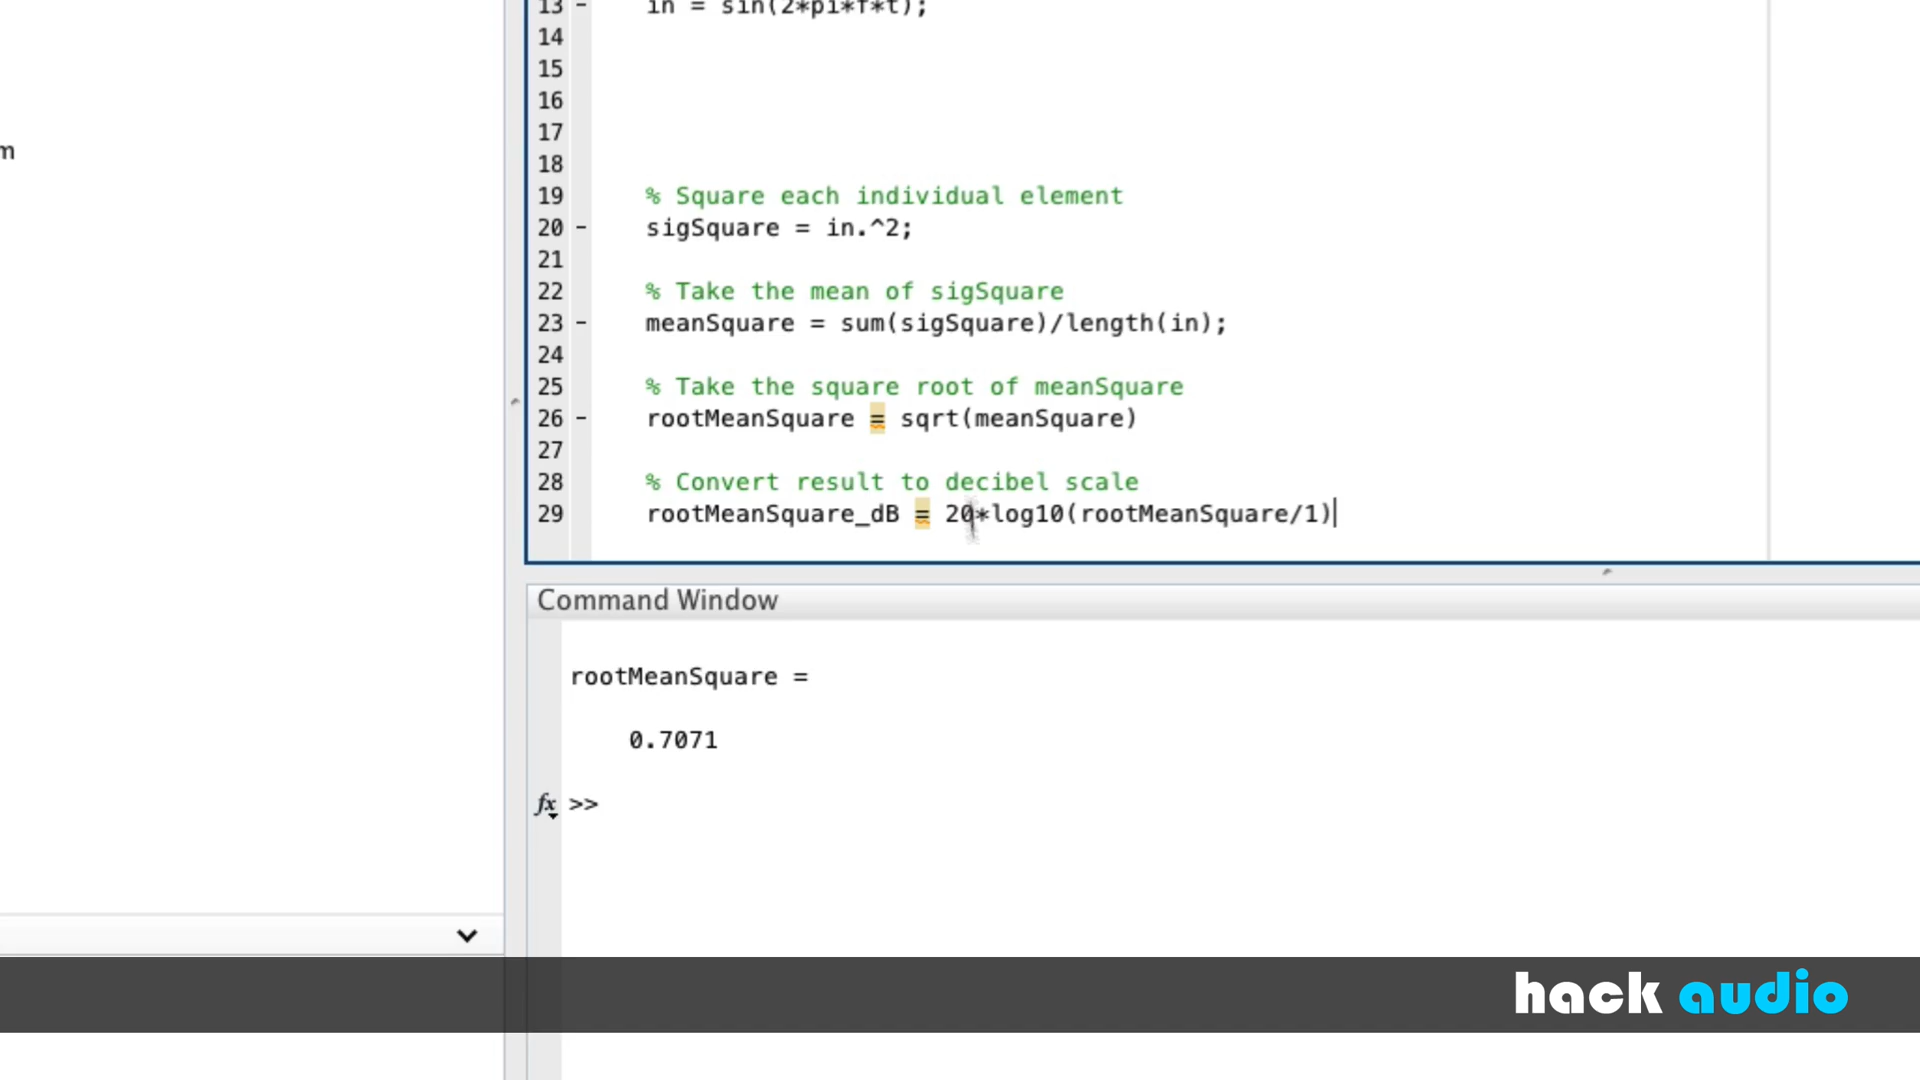 13 - in = sin(2*pi*f*t);
14
15
16
17
18
m
19 % Square each individual element
20 - sigSquare = in.^2;
21
22 % Take the mean of sigSquare
23 - meanSquare = sum(sigSquare)/length(in);
24
25 % Take the square root of meanSquare
26 - rootMeanSquare = sqrt(meanSquare)
27
28 % Convert result to decibel scale
29 rootMeanSquare_dB = 20*log10(rootMeanSquare/1)
Command Window
rootMeanSquare =
0.7071
fx >>
hack audio